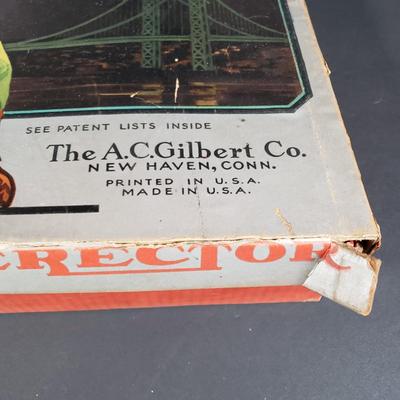 SEE PATENT LISTS INSIDE
The A.C.Gilbert Co.
NEW HAVEN, CONN.
PRINTED IN U.S.A.
MADE IN U.S.A.
ERECTOR